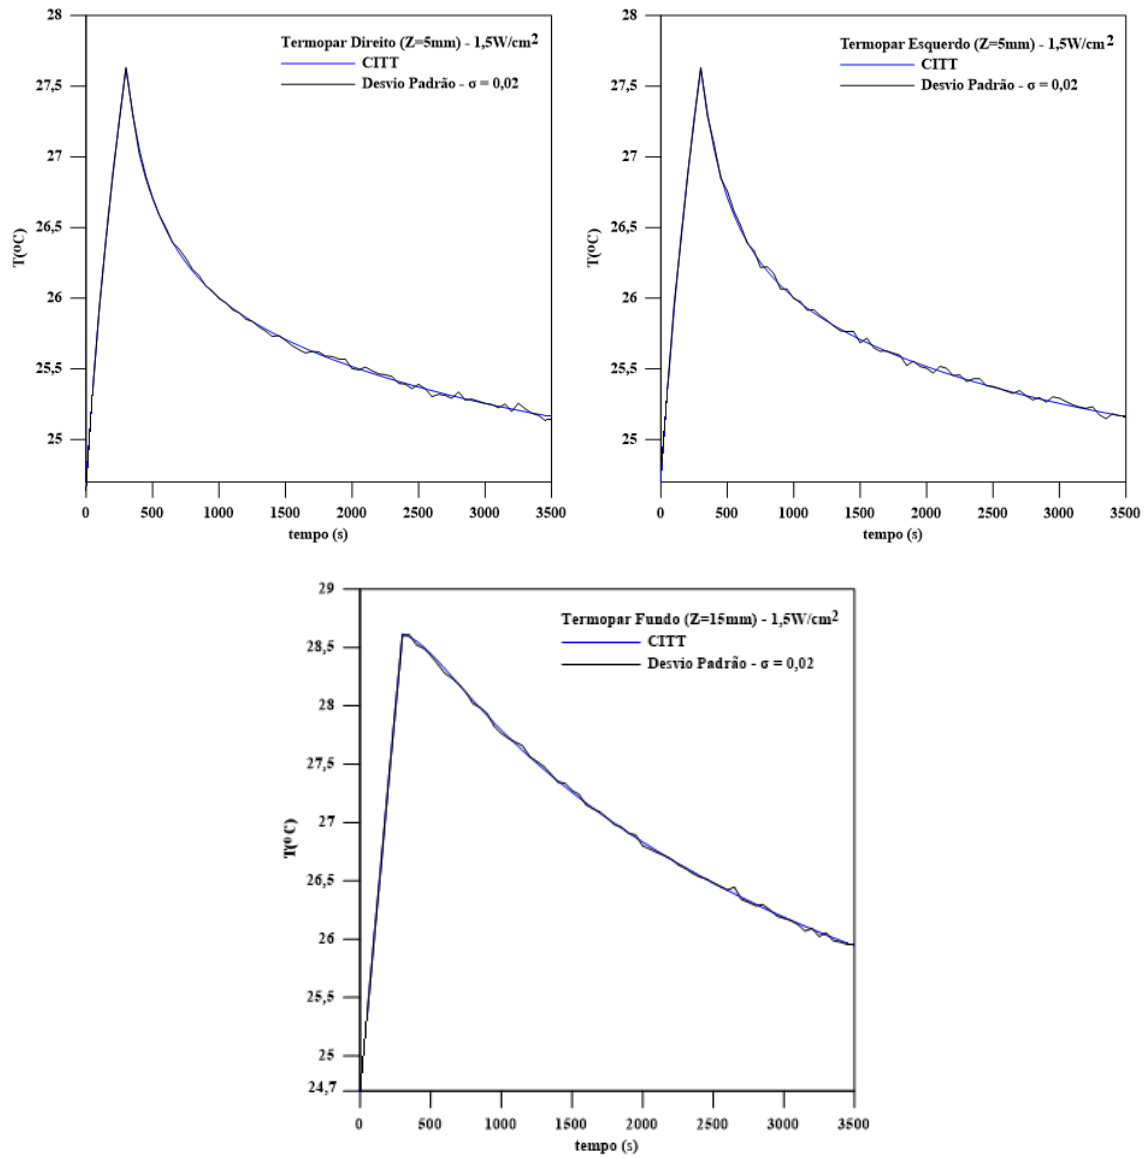 28
27,5
27
26,5
26
25,5
25
T(ºC)
Termopar Direito (Z=5mm) - 1,5W/cm²
CITT
Desvio Padrão - σ = 0,02
0 500 1000 1500 2000 2500 3000 3500
tempo (s)
28
27,5
27
26,5
26
25,5
25
T(ºC)
Termopar Esquerdo (Z=5mm) - 1,5W/cm²
CITT
Desvio Padrão - σ = 0,02
0 500 1000 1500 2000 2500 3000 3500
tempo (s)
29
28,5
28
27,5
27
26,5
26
25,5
25
24,7
T(ºC)
Termopar Fundo (Z=15mm) - 1,5W/cm²
CITT
Desvio Padrão - σ = 0,02
0 500 1000 1500 2000 2500 3000 3500
tempo (s)